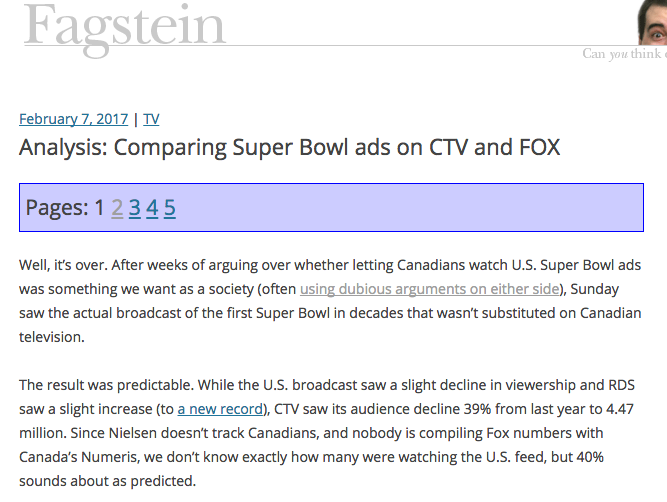 Fagstein
Can you think
February 7, 2017 | TV
Analysis: Comparing Super Bowl ads on CTV and FOX
Pages: 1 2 3 4 5
Well, it’s over. After weeks of arguing over whether letting Canadians watch U.S. Super Bowl ads
was something we want as a society (often using dubious arguments on either side), Sunday
saw the actual broadcast of the first Super Bowl in decades that wasn’t substituted on Canadian
television.
The result was predictable. While the U.S. broadcast saw a slight decline in viewership and RDS
saw a slight increase (to a new record), CTV saw its audience decline 39% from last year to 4.47
million. Since Nielsen doesn’t track Canadians, and nobody is compiling Fox numbers with
Canada’s Numeris, we don’t know exactly how many were watching the U.S. feed, but 40%
sounds about as predicted.